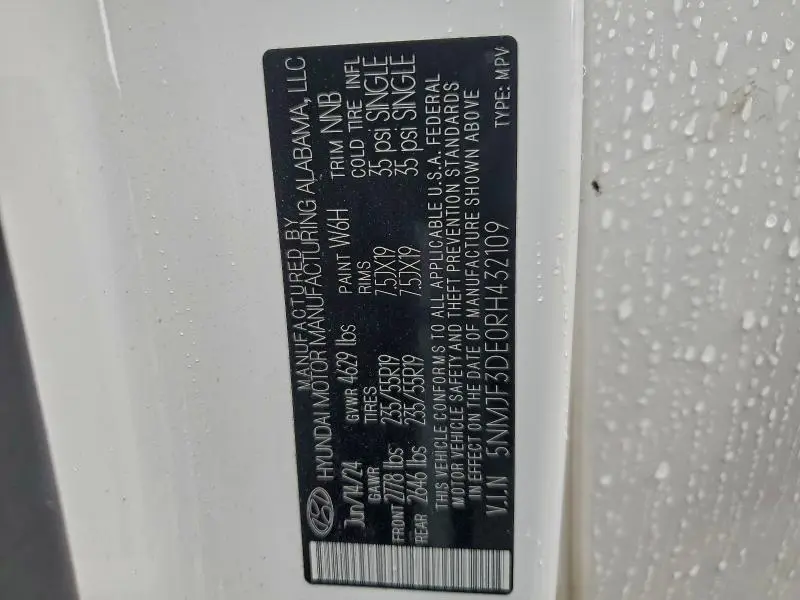 MANUFACTURED BY
HYUNDAI MOTOR MANUFACTURING ALABAMA, LLC
Jun/14/24 GVWR 4629 lbs PAINT W6H TRIM NNB
GAWR TIRES RIMS COLD TIRE INFL
FRONT 2778 lbs 235/55R19 7.5JX19 35 psi SINGLE
REAR 2646 lbs 235/55R19 7.5JX19 35 psi SINGLE
THIS VEHICLE CONFORMS TO ALL APPLICABLE U.S.A. FEDERAL
MOTOR VEHICLE SAFETY AND THEFT PREVENTION STANDARDS
IN EFFECT ON THE DATE OF MANUFACTURE SHOWN ABOVE
V.I.N 5NMJF3DE0RH432109 TYPE: MPV